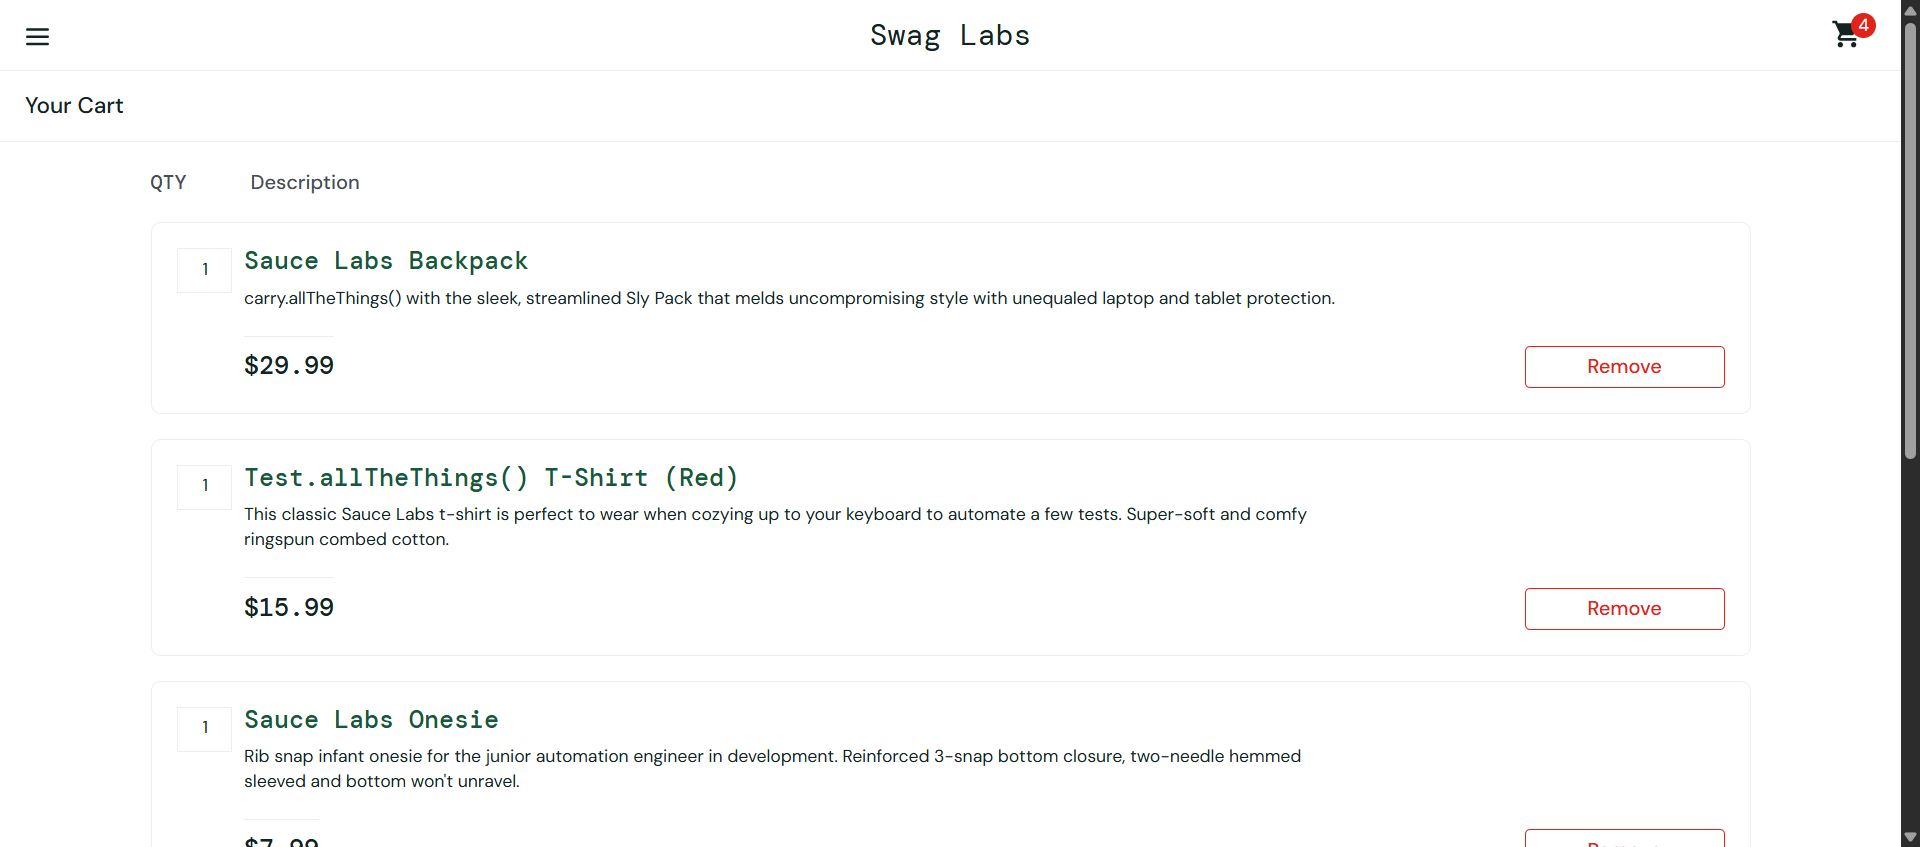 Swag Labs
4
Your Cart
QTY Description
1
Sauce Labs Backpack
carry.allTheThings() with the sleek, streamlined Sly Pack that melds uncompromising style with unequaled laptop and tablet protection.
$29.99
Remove
1
Test.allTheThings() T-Shirt (Red)
This classic Sauce Labs t-shirt is perfect to wear when cozying up to your keyboard to automate a few tests. Super-soft and comfy
ringspun combed cotton.
$15.99
Remove
1
Sauce Labs Onesie
Rib snap infant onesie for the junior automation engineer in development. Reinforced 3-snap bottom closure, two-needle hemmed
sleeved and bottom won't unravel.
$7.99